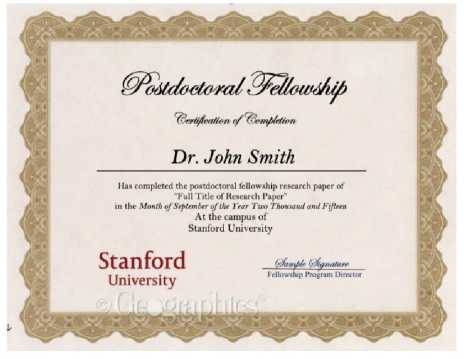 Postdoctoral Fellowship
Certification of Completion
Dr. John Smith
Has completed the postdoctoral fellowship research paper of
"Full Title of Research Paper"
in the Month of September of the Year Two Thousand and Fifteen
At the campus of
Stanford University
Stanford
University
Sample Signature
Fellowship Program Director
© Geographics